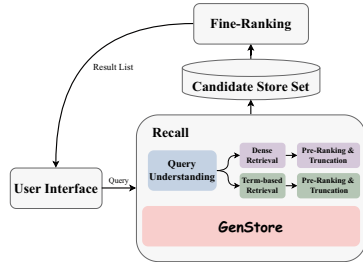 Fine-Ranking
Result List
Candidate Store Set
Recall
Query
Understanding
Dense
Retrieval
Pre-Ranking &
Truncation
Term-based
Retrieval
Pre-Ranking &
Truncation
User Interface
Query
GenStore